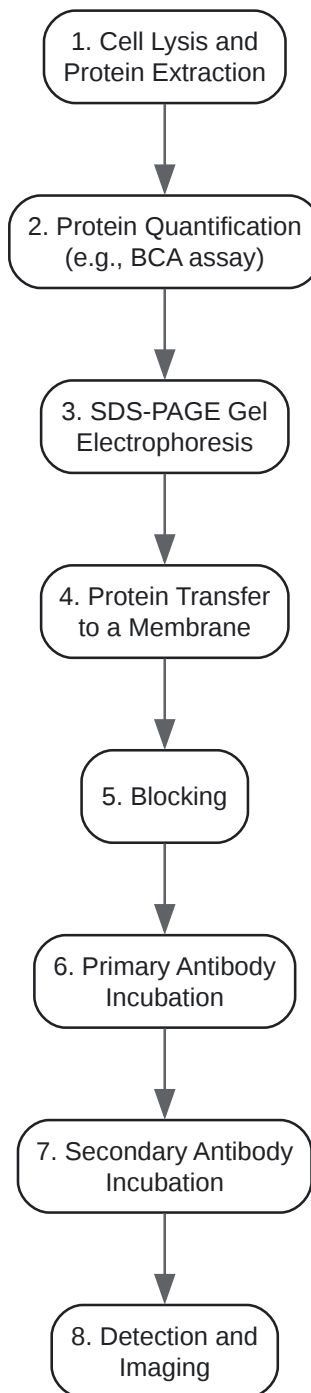 1. Cell Lysis and
Protein Extraction
2. Protein Quantification
(e.g., BCA assay)
3. SDS-PAGE Gel
Electrophoresis
4. Protein Transfer
to a Membrane
5. Blocking
6. Primary Antibody
Incubation
7. Secondary Antibody
Incubation
8. Detection and
Imaging